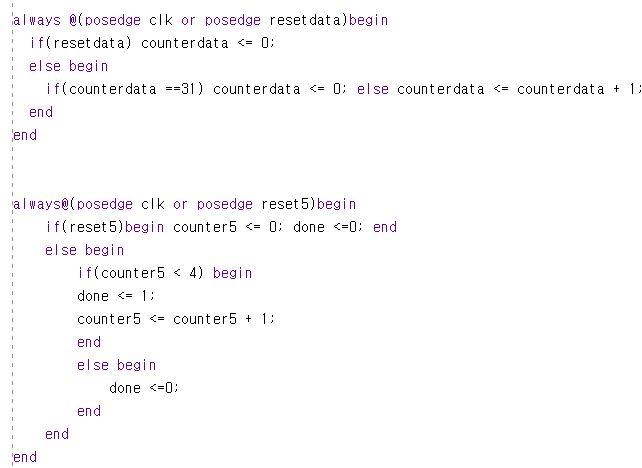 always @(posedge clk or posedge resetdata)begin
if(resetdata) counterdata <= 0;
else begin
if(counterdata ==31) counterdata <= 0; else counterdata <= counterdata + 1;
end
end
always@(posedge clk or posedge reset5)begin
if(reset5)begin counter5 <= 0; done <=0; end
else begin
if(counter5 < 4) begin
done <= 1;
counter5 <= counter5 + 1;
end
else begin
done <=0;
end
end
end